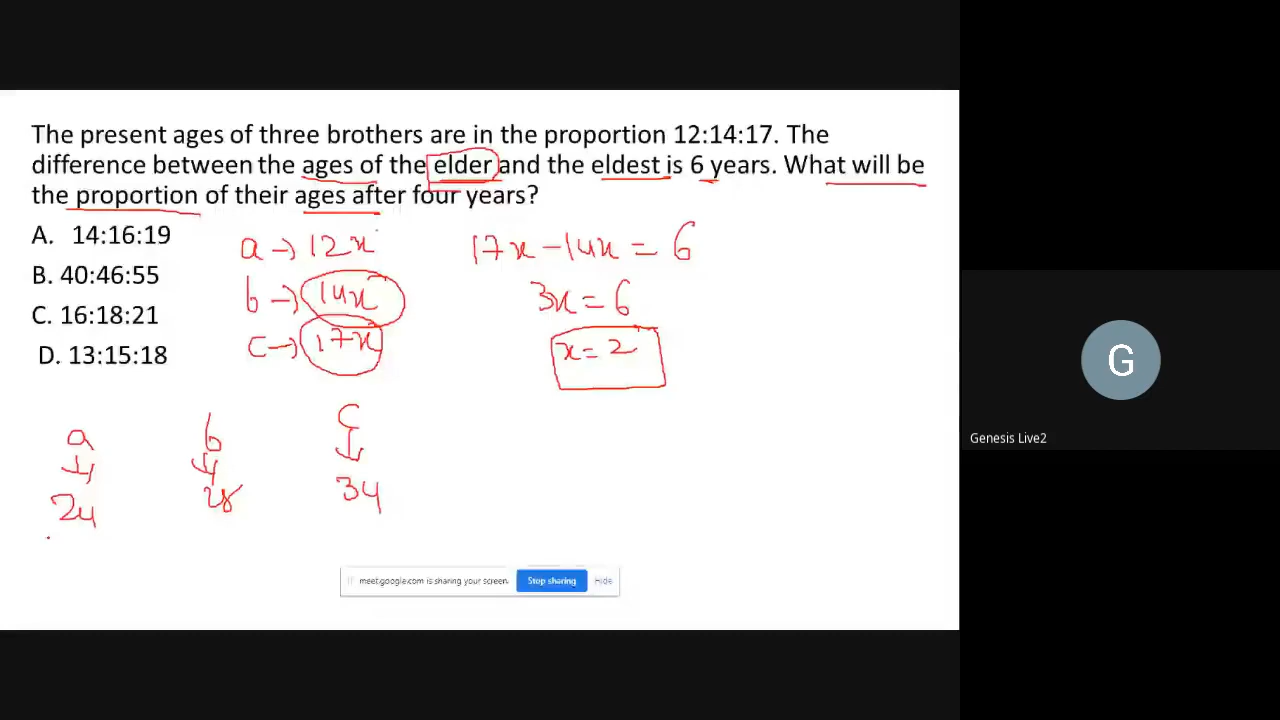 The present ages of three brothers are in the proportion 12:14:17. The
difference between the ages of the elder and the eldest is 6 years. What will be
the proportion of their ages after four years?
A. 14:16:19
B. 40:46:55
C. 16:18:21
D. 13:15:18
a → 12x
b → 14x
c → 17x
17x - 14x = 6
3x = 6
x = 2
a b c
↓ ↓ ↓
24 28 34
meet.google.com is sharing your screen. Stop sharing Hide
G
Genesis Live2